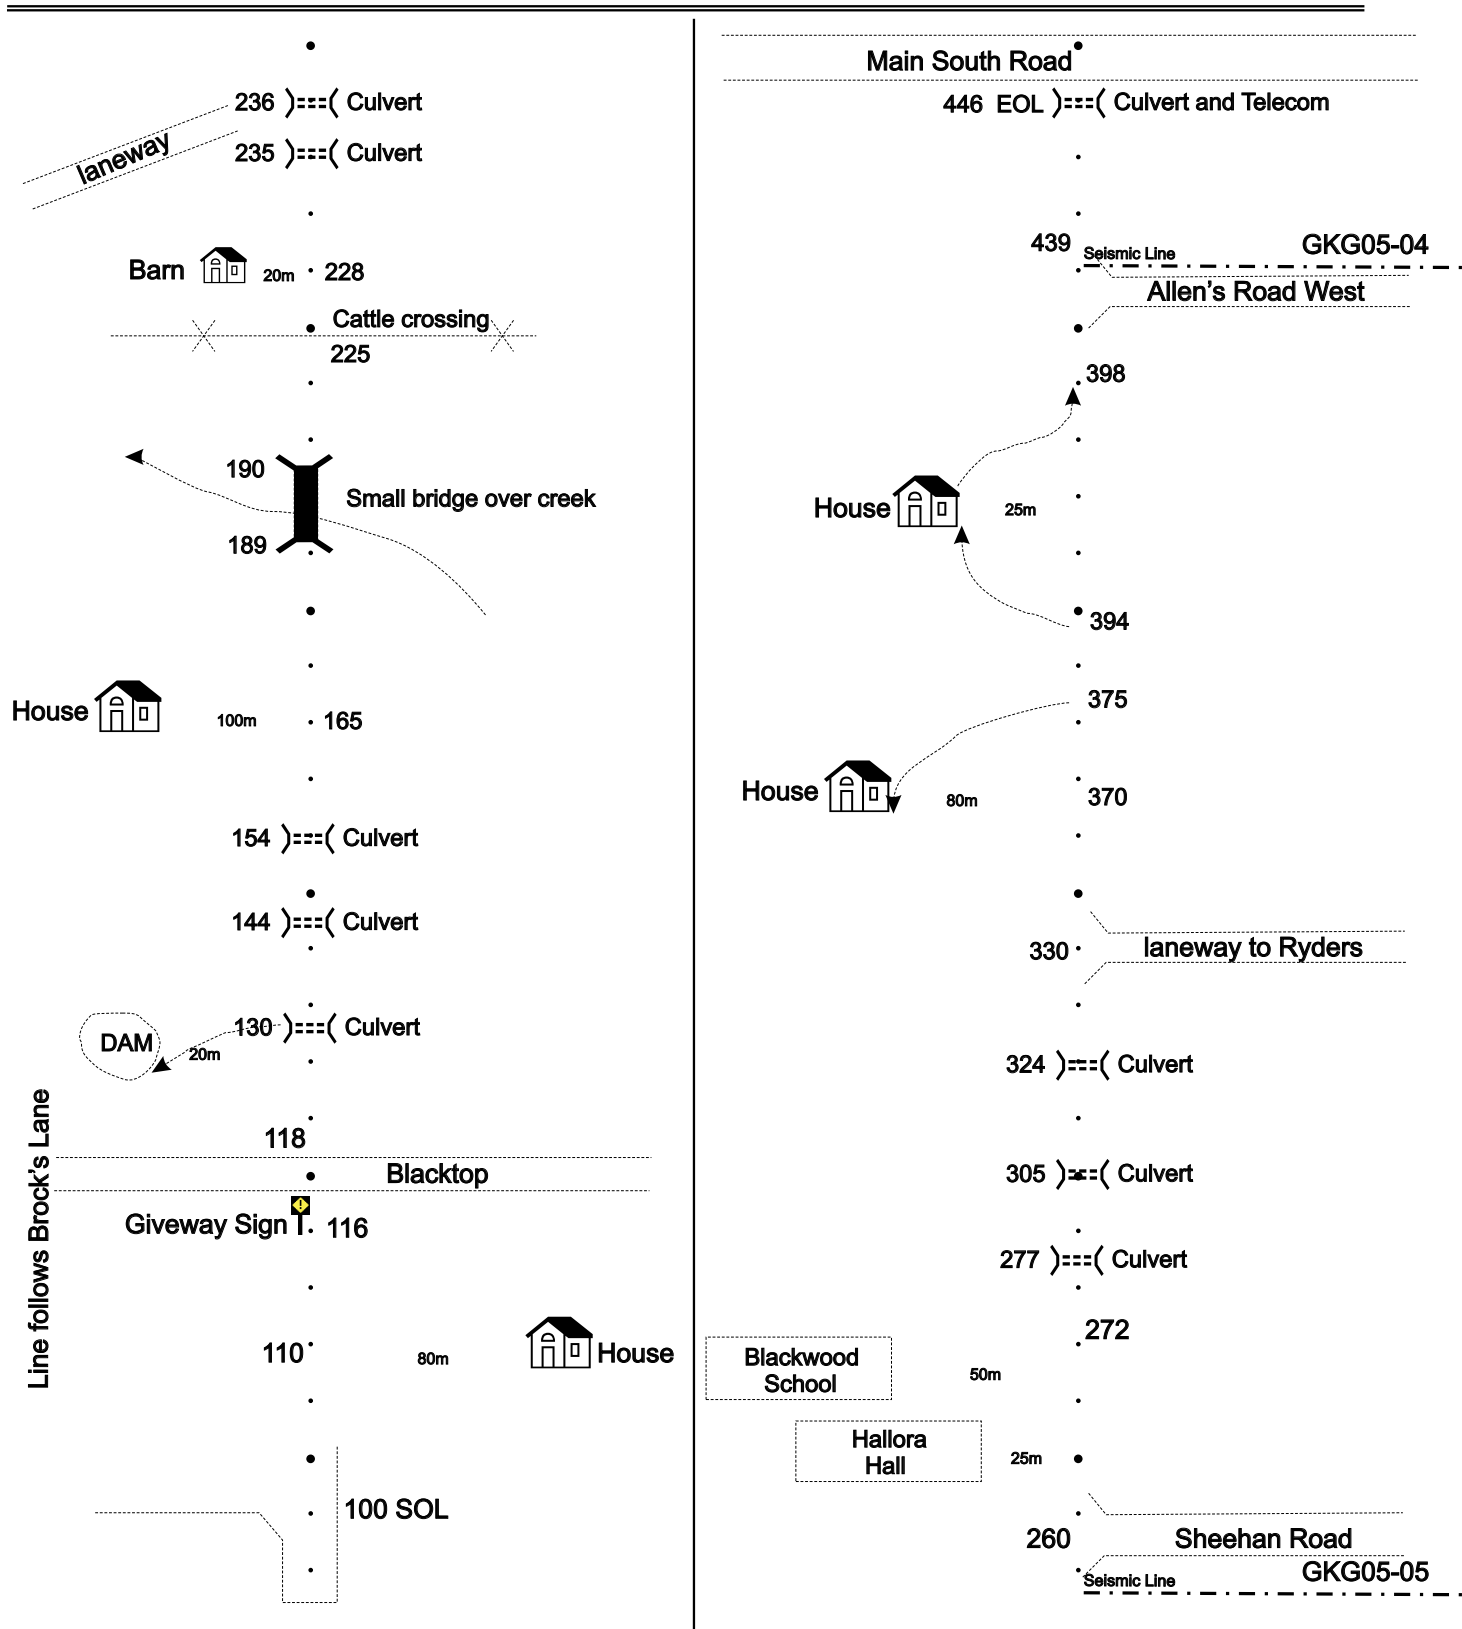 236 Culvert
235 Culvert
laneway
Barn 20m 228
Cattle crossing
225
190
Small bridge over creek
189
House 100m 165
154 Culvert
144 Culvert
130 Culvert
DAM
20m
118
Blacktop
Giveway Sign ! 116
110 80m House
100 SOL
Line follows Brock's Lane
Main South Road
446 EOL Culvert and Telecom
439 Seismic Line GKG05-04
Allen's Road West
398
House 25m
394
375
House 80m 370
330 laneway to Ryders
324 Culvert
305 Culvert
277 Culvert
272
Blackwood
School
50m
Hallora
Hall
25m
260 Sheehan Road
Seismic Line GKG05-05